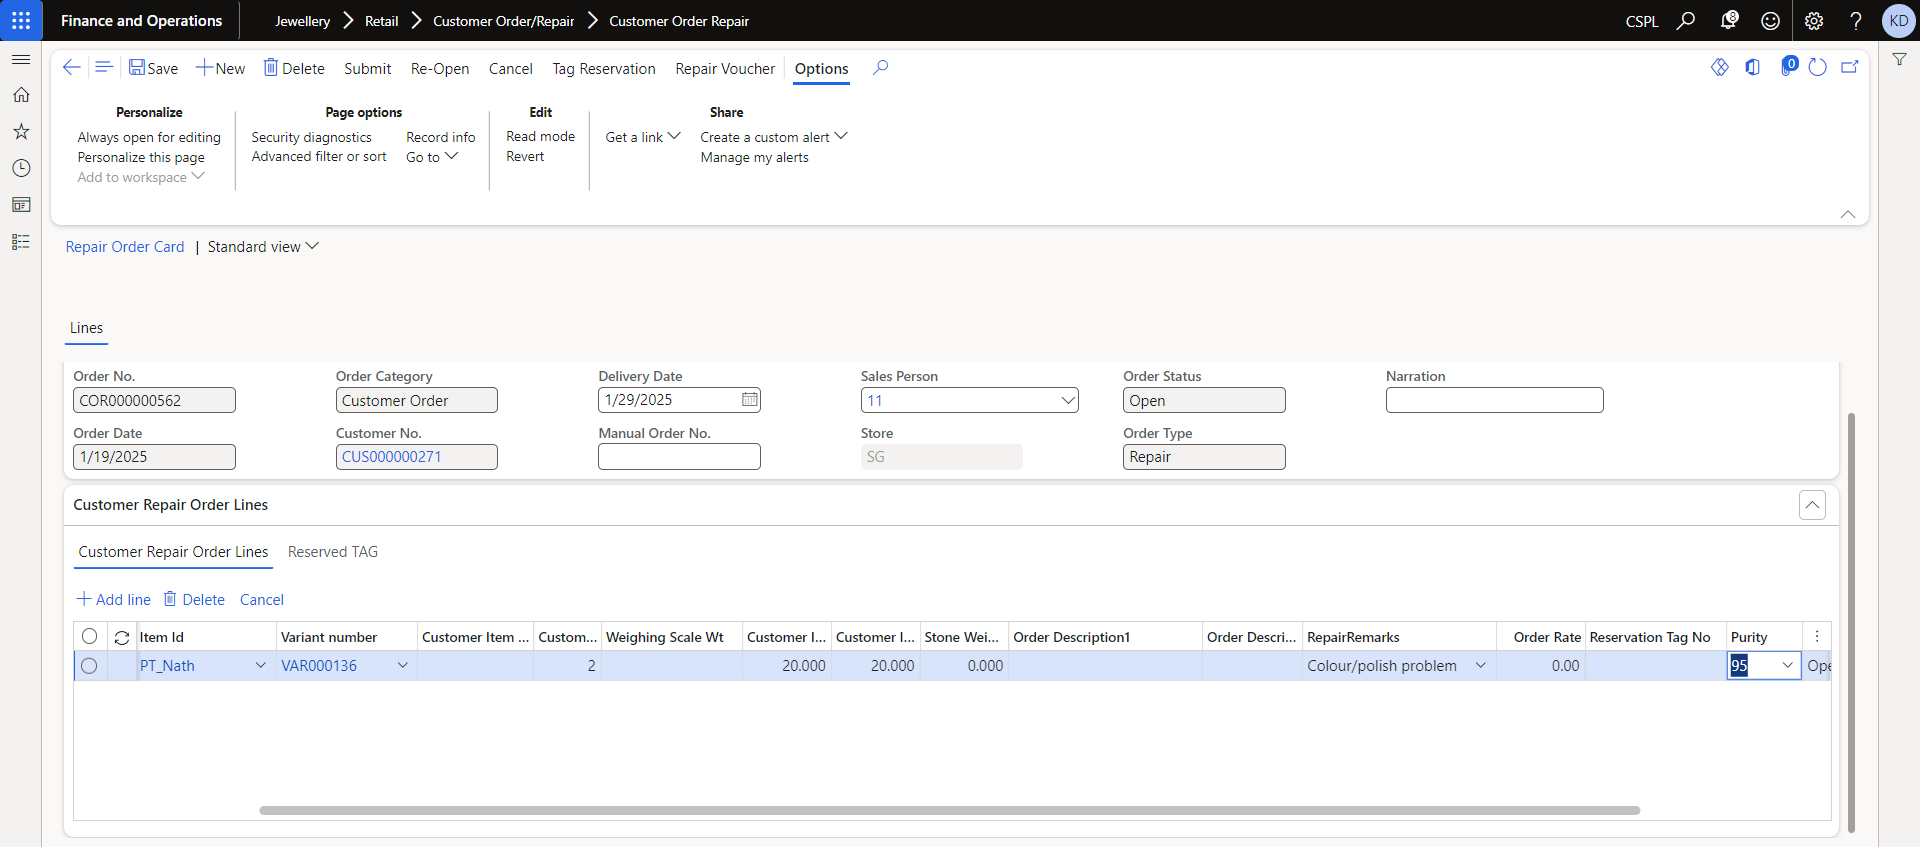 Finance and Operations
Jewellery
Retail
Customer Order/Repair
Customer Order Repair
CSPL
8
KD
Save
New
Delete
Submit
Re-Open
Cancel
Tag Reservation
Repair Voucher
Options
0
Personalize
Always open for editing
Personalize this page
Add to workspace
Page options
Security diagnostics
Advanced filter or sort
Record info
Go to
Edit
Read mode
Revert
Get a link
Share
Create a custom alert
Manage my alerts
Repair Order Card | Standard view
Lines
Order No.
COR000000562
Order Category
Customer Order
Delivery Date
1/29/2025
Sales Person
11
Order Status
Open
Narration
Order Date
1/19/2025
Customer No.
CUS000000271
Manual Order No.
Store
SG
Order Type
Repair
Customer Repair Order Lines
Customer Repair Order Lines
Reserved TAG
Add line
Delete
Cancel
Item Id
Variant number
Customer Item ...
Custom...
Weighing Scale Wt
Customer I...
Customer I...
Stone Wei...
Order Description1
Order Descri...
RepairRemarks
Order Rate
Reservation Tag No
Purity
PT_Nath
VAR000136
2
20.000
20.000
0.000
Colour/polish problem
0.00
95
Ope